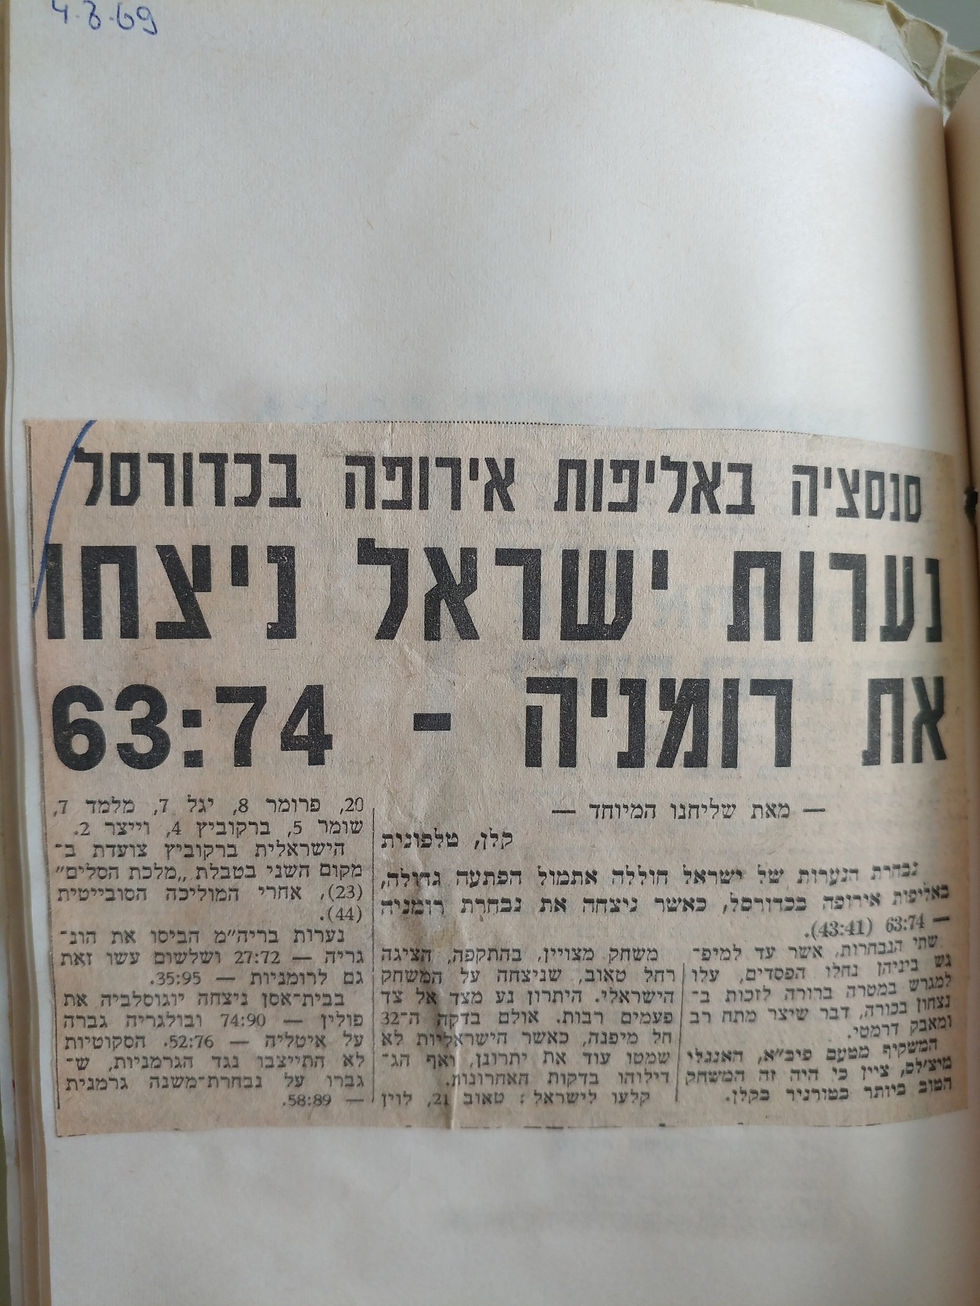 4.8.69
סנסציה באליפות אירופה בכדורסל
נערות ישראל ניצחו
את רומניה - 63:74
— מאת שליחנו המיוחד —
קלן, טלפונית
נבחרת הנערות של ישראל חוללה אתמול הפתעה גדולה,
באליפות אירופה בכדורסל, כאשר ניצחה את נבחרת רומניה
— 63:74 (43:41).
שתי הנבחרות, אשר עד למיפ־
גש ביניהן נחלו הפסדים, עלו
למגרש במטרה ברורה לזכות ב־
נצחון בכורה, דבר שיצר מתח רב
ומאבק דרמטי.
המשקיף מטעם פיב״א, האנגלי
ציין כי היה זה המשחק
הטוב ביותר בטורניר בקלן.
משחק מצויין, בהתקפה, הציגה
רחל טאוב, שניצחה על המשחק
הישראלי. היתרון נע מצד אל צד
פעמים רבות. אולם בדקה ה־32
חל מיפנה, כאשר הישראליות לא
שמטו עוד את יתרונן, ואף הג־
דילוהו בדקות האחרונות.
קלעו לישראל: טאוב 21, לוין
20, פרומר 8, יגל 7, מלמד 7,
שומר 5, ברקוביץ 4, וייצר 2.
הישראלית ברקוביץ צועדת ב־
מקום השני בטבלת „מלכת הסלים״
(23), אחרי המוליכה הסובייטית
(44).
נערות בריה״מ הביסו את הונ־
גריה — 27:72 ושלשום עשו זאת
גם לרומניות — 35:95.
בבית־אסן ניצחה יוגוסלביה את
פולין — 74:90 ובולגריה גברה
על איטליה — 52:76. הסקוטיות
לא התייצבו נגד הגרמניות, ש־
גברו על נבחרת־משנה גרמנית
— 58:89.